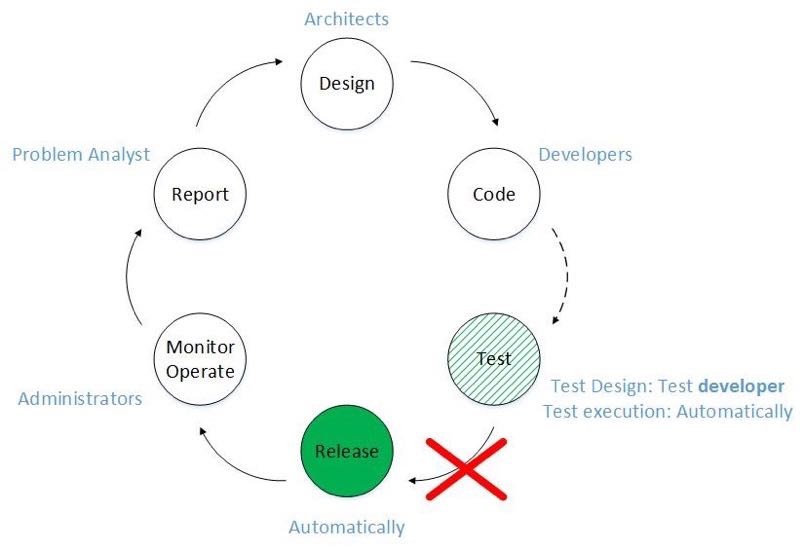 Architects
Design
Developers
Code
Test
Test Design: Test developer
Test execution: Automatically
Release
Automatically
Monitor
Operate
Administrators
Report
Problem Analyst